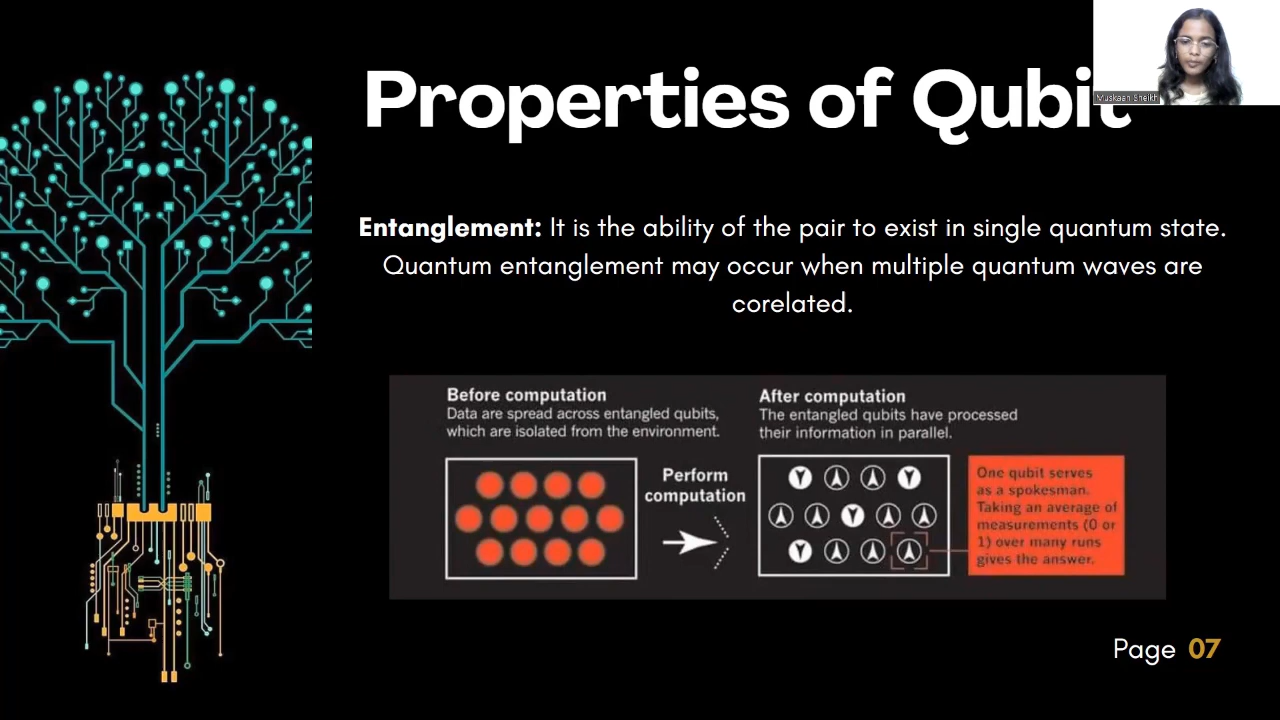 Properties of Qubit
Muskaan Sheikh
Entanglement: It is the ability of the pair to exist in single quantum state.
Quantum entanglement may occur when multiple quantum waves are
corelated.
Before computation
Data are spread across entangled qubits,
which are isolated from the environment.
Perform
computation
After computation
The entangled qubits have processed
their information in parallel.
One qubit serves
as a spokesman.
Taking an average of
measurements (0 or
1) over many runs
gives the answer.
Page 07